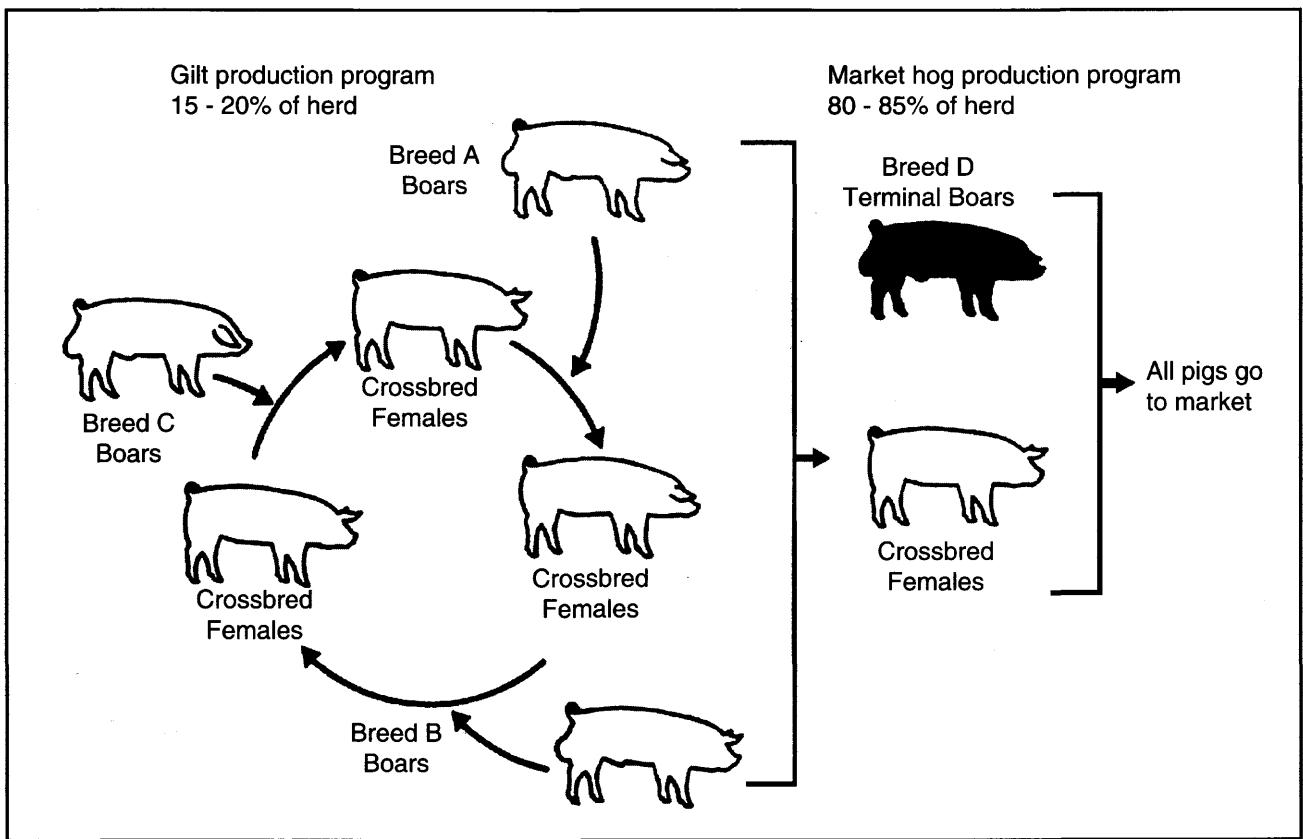 Gilt production program
15 - 20% of herd
Market hog production program
80 - 85% of herd
Breed A
Boars
Breed D
Terminal Boars
Crossbred
Females
Breed C
Boars
All pigs go
to market
Crossbred
Females
Crossbred
Females
Crossbred
Females
Breed B
Boars